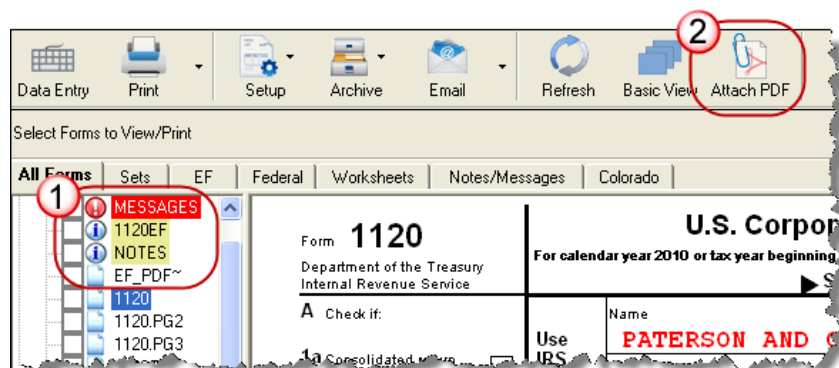 2
Data Entry Print Setup Archive Email Refresh Basic View Attach PDF
Select Forms to View/Print
All Forms Sets EF Federal Worksheets Notes/Messages Colorado
1
MESSAGES
1120EF
NOTES
EF_PDF~
1120
1120.PG2
1120.PG3
Form 1120
Department of the Treasury
Internal Revenue Service
A Check if:
1a Consolidated
U.S. Corpor
For calendar year 2010 or tax year beginning
Name
Use
IRS
PATERSON AND